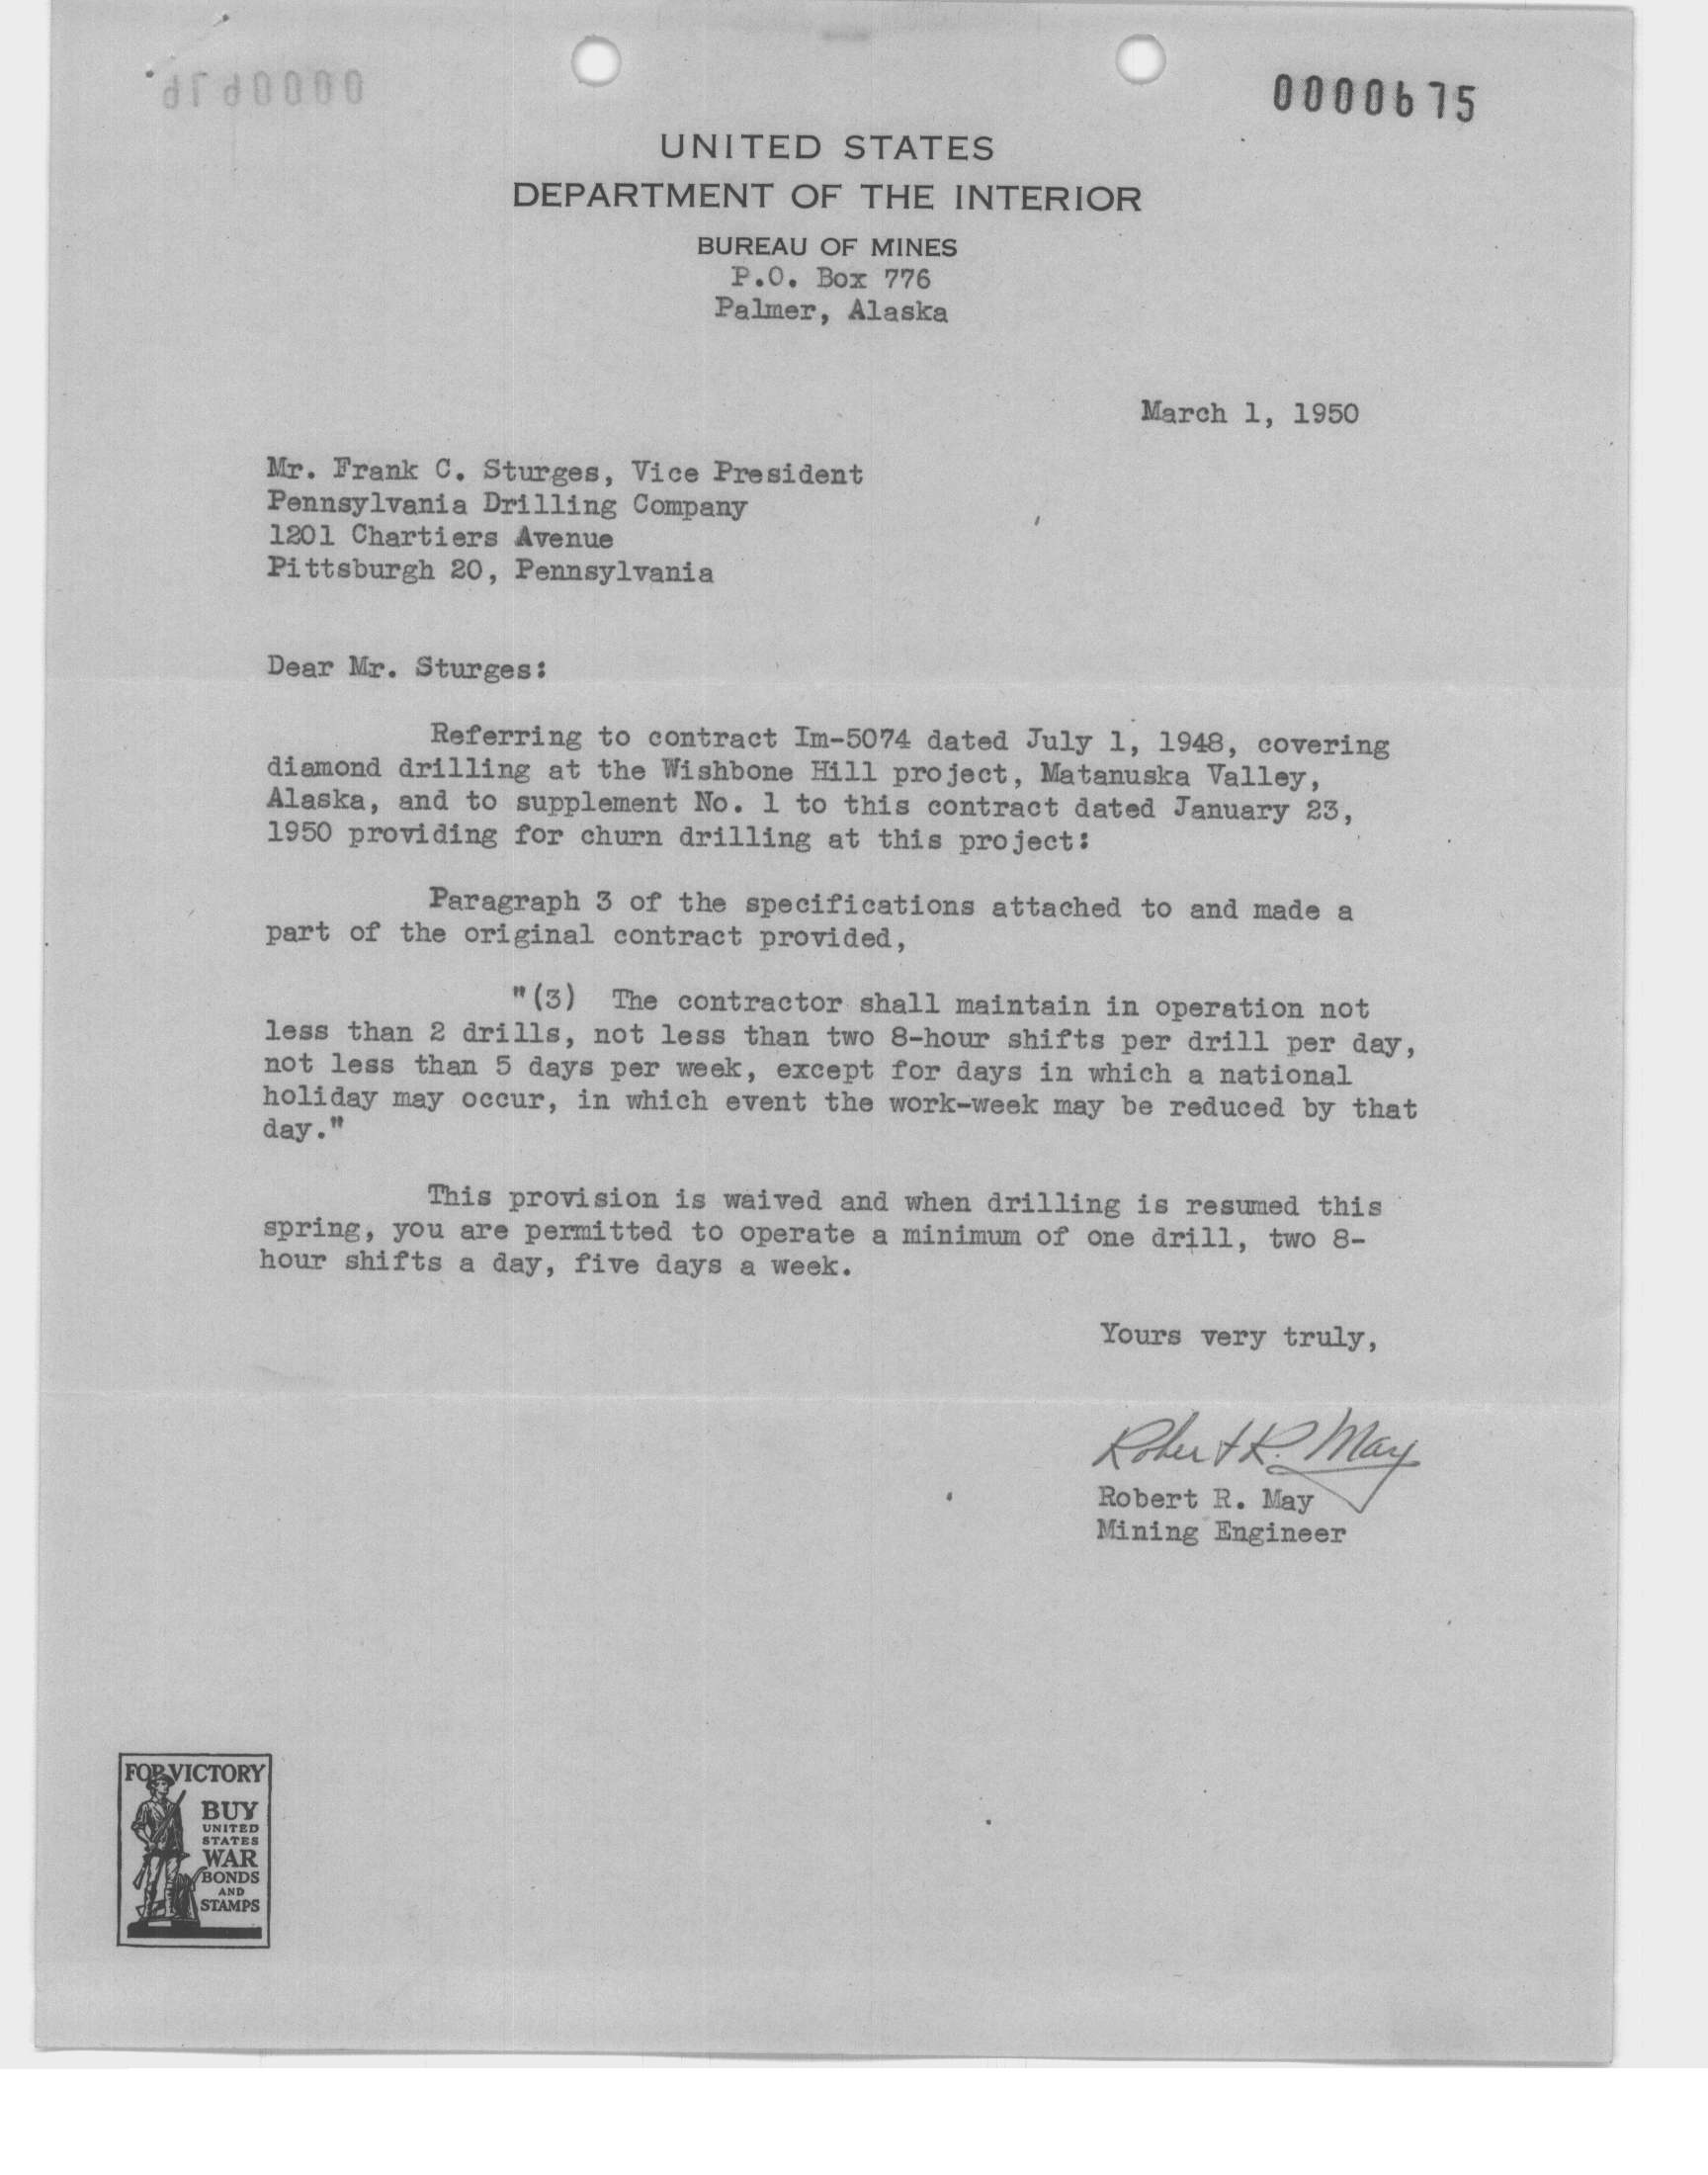 0000675
UNITED STATES
DEPARTMENT OF THE INTERIOR
BUREAU OF MINES
P.O. Box 776
Palmer, Alaska
March 1, 1950
Mr. Frank C. Sturges, Vice President
Pennsylvania Drilling Company
1201 Chartiers Avenue
Pittsburgh 20, Pennsylvania
Dear Mr. Sturges:
Referring to contract Im-5074 dated July 1, 1948, covering
diamond drilling at the Wishbone Hill project, Matanuska Valley,
Alaska, and to supplement No. 1 to this contract dated January 23,
1950 providing for churn drilling at this project:
Paragraph 3 of the specifications attached to and made a
part of the original contract provided,
"(3) The contractor shall maintain in operation not
less than 2 drills, not less than two 8-hour shifts per drill per day,
not less than 5 days per week, except for days in which a national
holiday may occur, in which event the work-week may be reduced by that
day."
This provision is waived and when drilling is resumed this
spring, you are permitted to operate a minimum of one drill, two 8-
hour shifts a day, five days a week.
Yours very truly,
Robert R. May
Robert R. May
Mining Engineer
FOR VICTORY
BUY
UNITED
STATES
WAR
BONDS
AND
STAMPS